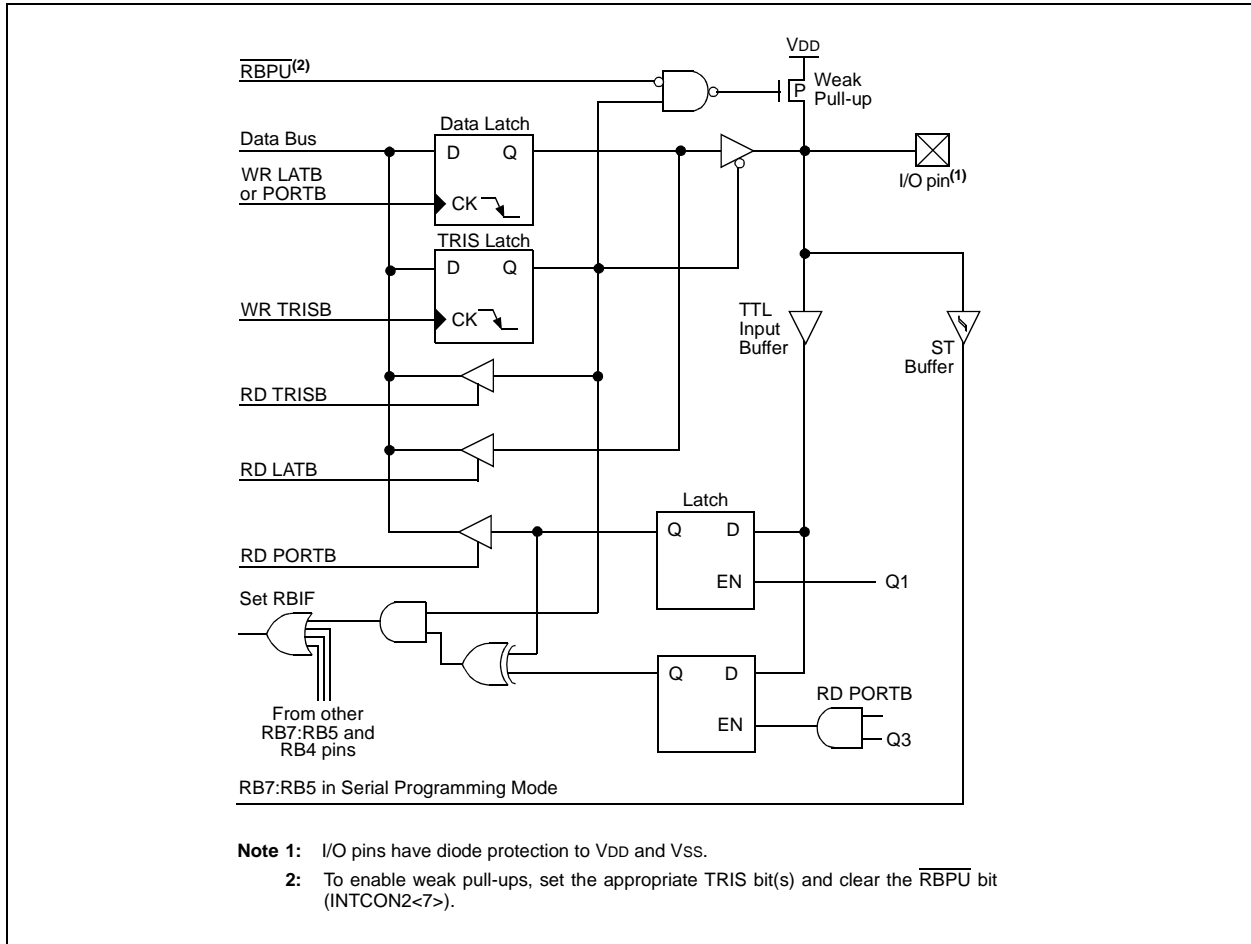 VDD
RBPU(2)
P
Weak
Pull-up
Data Latch
Data Bus
D Q
WR LATB
or PORTB
I/O pin(1)
CK
TRIS Latch
D Q
WR TRISB
CK
TTL
Input
Buffer
ST
Buffer
RD TRISB
RD LATB
Latch
Q D
RD PORTB
EN
Q1
Set RBIF
Q D
RD PORTB
EN
Q3
From other
RB7:RB5 and
RB4 pins
RB7:RB5 in Serial Programming Mode
Note 1: I/O pins have diode protection to VDD and VSS.
2: To enable weak pull-ups, set the appropriate TRIS bit(s) and clear the RBPU bit
(INTCON2<7>).